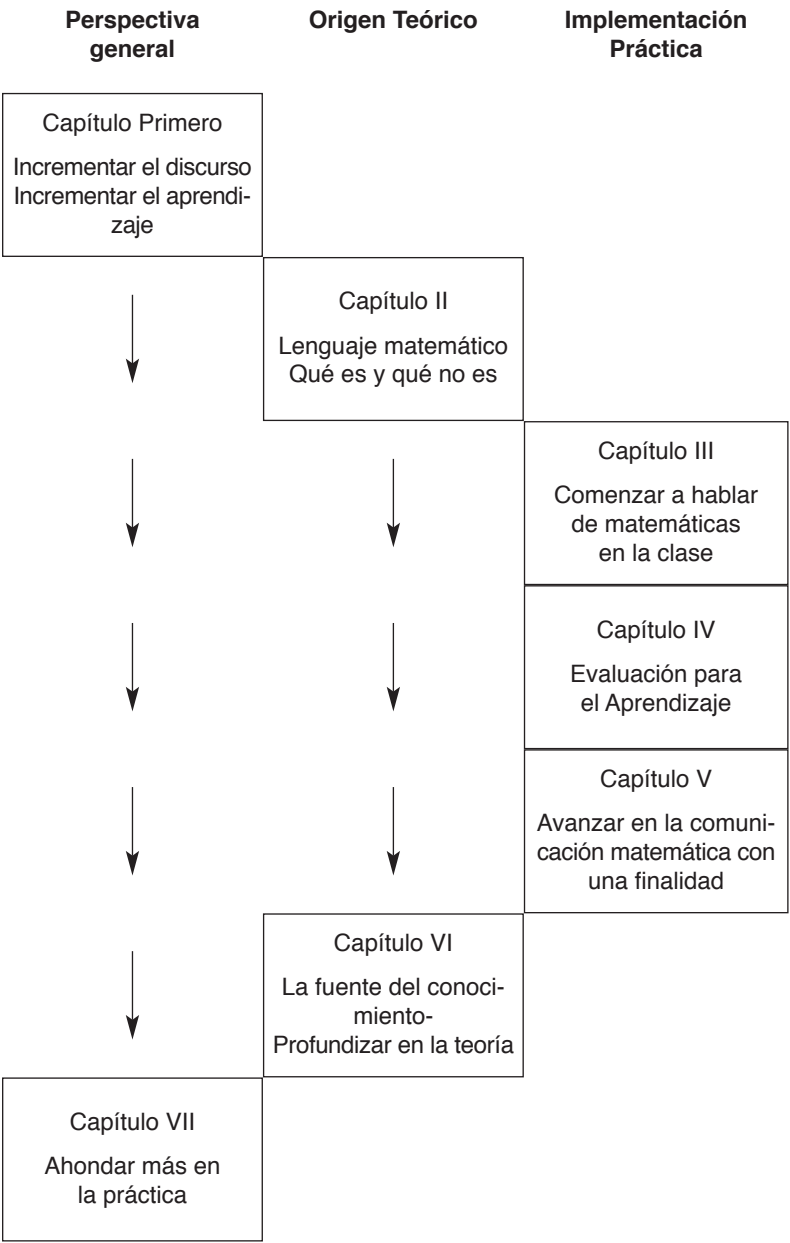 Perspectiva
general
Origen Teórico
Implementación
Práctica
Capítulo Primero
Incrementar el discurso
Incrementar el aprendi-
zaje
Capítulo II
Lenguaje matemático
Qué es y qué no es
Capítulo III
Comenzar a hablar
de matemáticas
en la clase
Capítulo IV
Evaluación para
el Aprendizaje
Capítulo V
Avanzar en la comuni-
cación matemática con
una finalidad
Capítulo VI
La fuente del conoci-
miento-
Profundizar en la teoría
Capítulo VII
Ahondar más en
la práctica